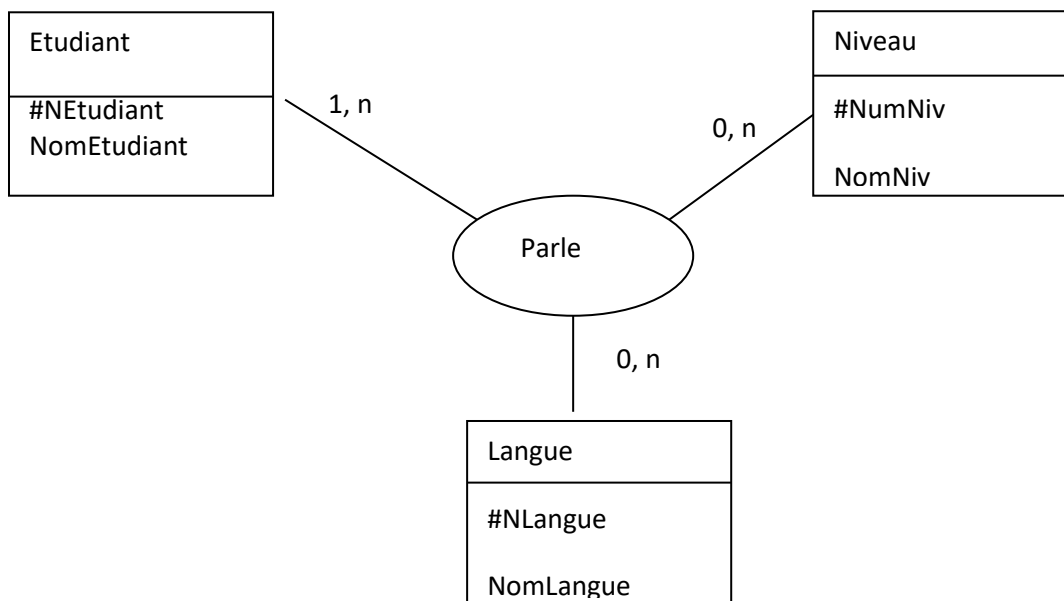 Etudiant
#NEtudiant
NomEtudiant
1, n
Niveau
#NumNiv
NomNiv
0, n
Parle
0, n
Langue
#NLangue
NomLangue